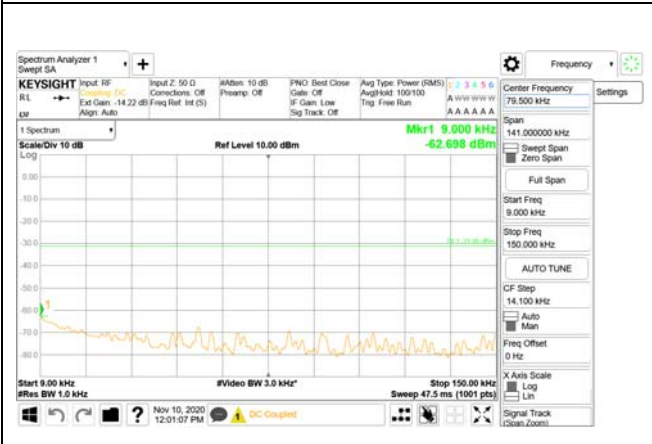 Spectrum Analyzer 1
Swept SA
Frequency
KEYSIGHT
RL
Input: RF
Coupling: DC
Ext Gain: -14.22 dB
Align: Auto
Input Z: 50 Ω
Corrections: Off
Freq Ref: Int (S)
#Atten: 10 dB
Preamp: Off
PNO: Best Close
Gate: Off
IF Gain: Low
Sig Track: Off
Avg Type: Power (RMS)
Avg|Hold: 100/100
Trig: Free Run
1 2 3 4 5 6
A W W W W W
A A A A A A
Center Frequency
79.500 kHz
Settings
Span
141.000000 kHz
Swept Span
Zero Span
Full Span
Start Freq
9.000 kHz
Stop Freq
150.000 kHz
AUTO TUNE
CF Step
14.100 kHz
Auto
Man
Freq Offset
0 Hz
X Axis Scale
Log
Lin
Signal Track
(Span Zoom)
1 Spectrum
Scale/Div 10 dB
Ref Level 10.00 dBm
Mkr1 9.000 kHz
-62.698 dBm
Log
0.00
-10.0
-20.0
-30.0
-40.0
-50.0
-60.0
-70.0
-80.0
1
Start 9.00 kHz
#Video BW 3.0 kHz*
Stop 150.00 kHz
#Res BW 1.0 kHz
Sweep 47.5 ms (1001 pts)
?
Nov 10, 2020
12:01:07 PM
DC Coupled